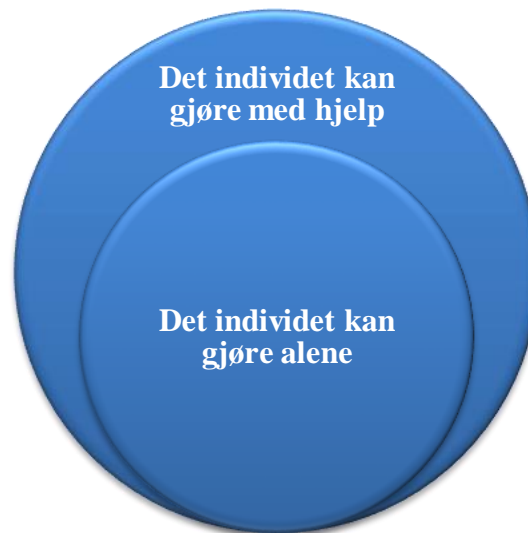 Det individet kan
gjøre med hjelp
Det individet kan
gjøre alene